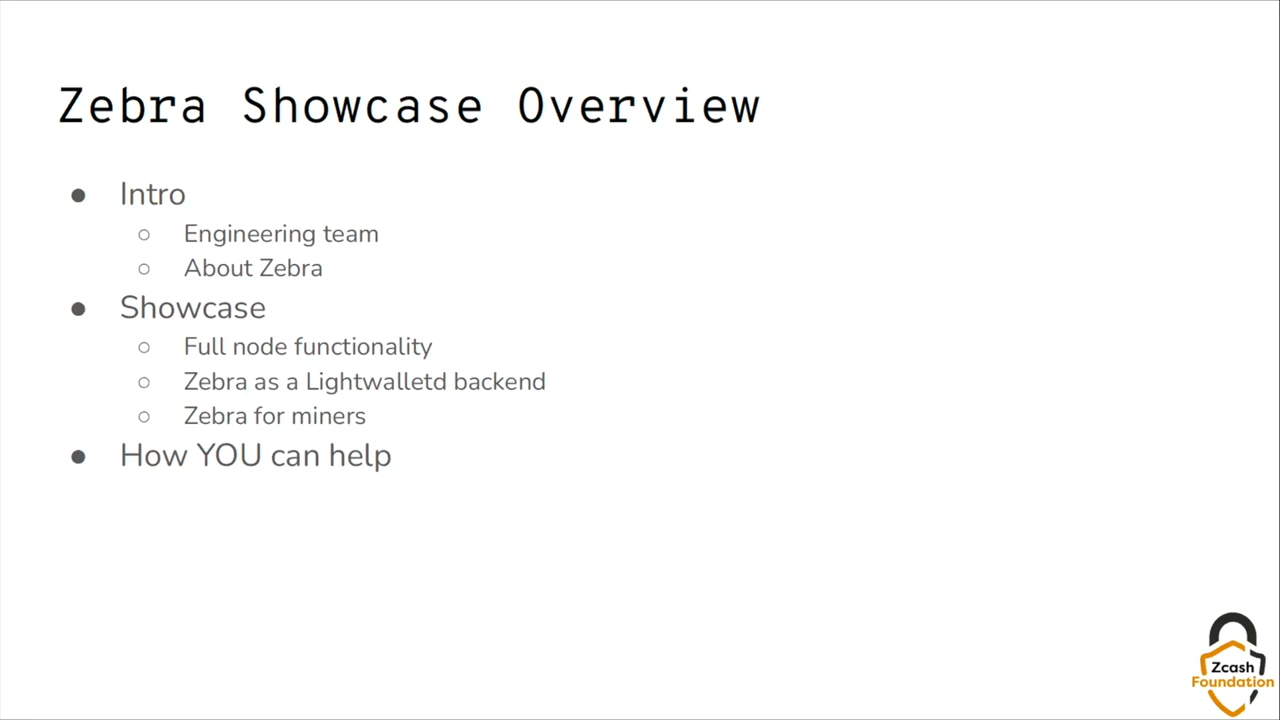 Zebra Showcase Overview
● Intro
○ Engineering team
○ About Zebra
● Showcase
○ Full node functionality
○ Zebra as a Lightwalletd backend
○ Zebra for miners
● How YOU can help
Zcash
Foundation